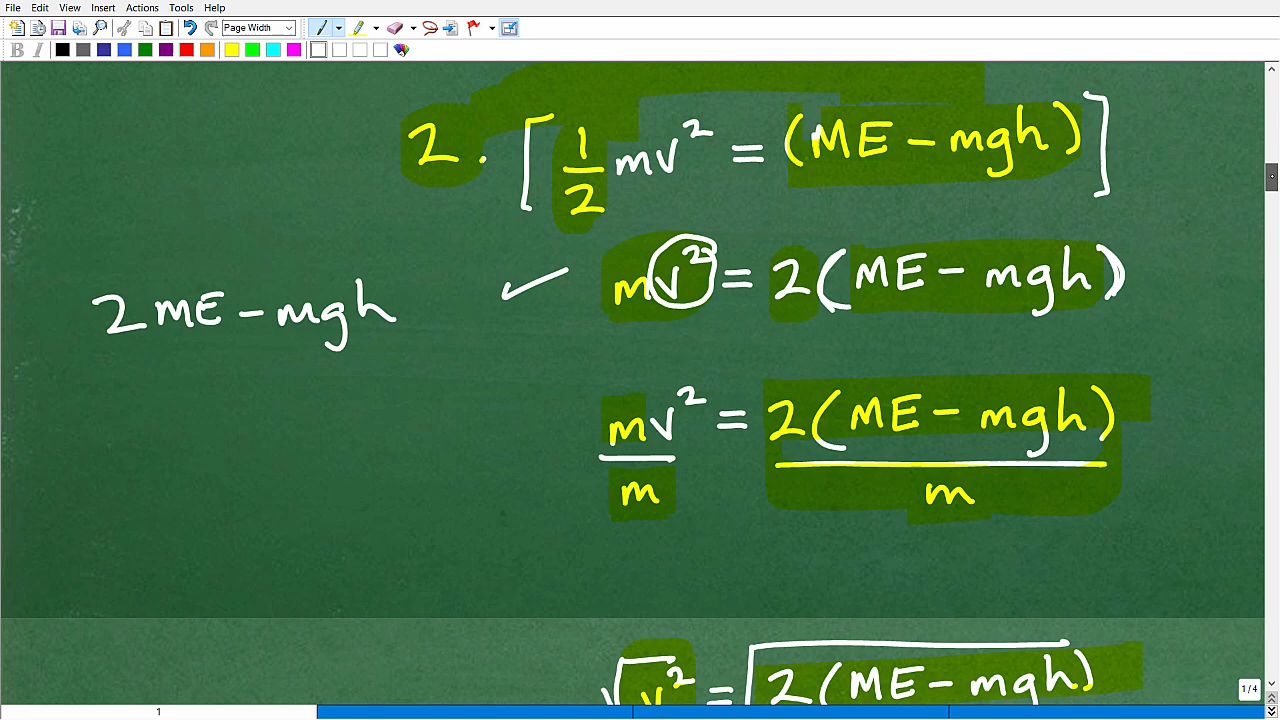 File Edit View Insert Actions Tools Help
Page Width
B I
2. [ 1/2 mv² = (ME - mgh) ]
mv² = 2(ME - mgh)
2ME - mgh
mv²/m = 2(ME - mgh)/m
√v² = √2(ME - mgh)
1/4
1